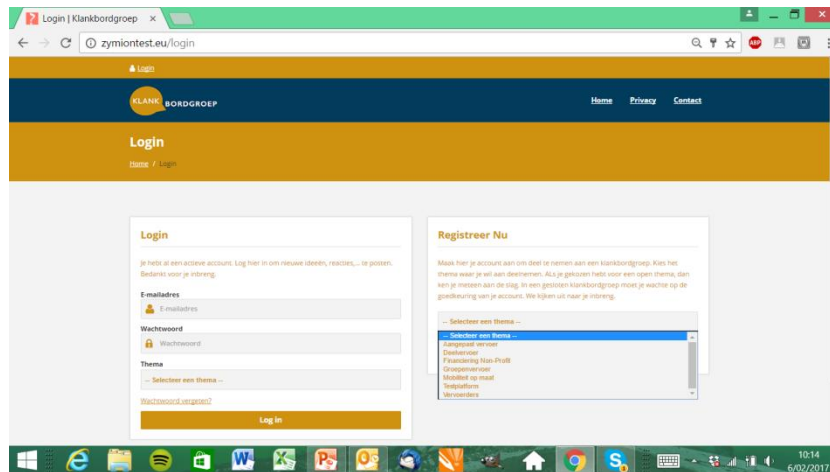 Login | Klankbordgroep
zymiontest.eu/login
ABP
Login
KLANK BORDGROEP
Home Privacy Contact
Login
Home / Login
Login
Je hebt al een actieve account. Log hier in om nieuwe ideeën, reacties,... te posten.
Bedankt voor je inbreng.
E-mailadres
E-mailadres
Wachtwoord
Wachtwoord
Thema
-- Selecteer een thema --
Wachtwoord vergeten?
Log in
Registreer Nu
Maak hier je account aan om deel te nemen aan een klankbordgroep. Kies het
thema waar je wil aan deelnemen. ALs je gekozen hebt voor een open thema, dan
ken je meteen aan de slag. In een gesloten klankbordgroep moet je wachte op de
goedkeuring van je account. We kijken uit naar je inbreng.
-- Selecteer een thema --
-- Selecteer een thema --
Aangepast vervoer
Deelvervoer
Financiering Non-Profit
Groepenvervoer
Mobiliteit op maat
Testplatform
Vervoerders
10:14
6/02/2017